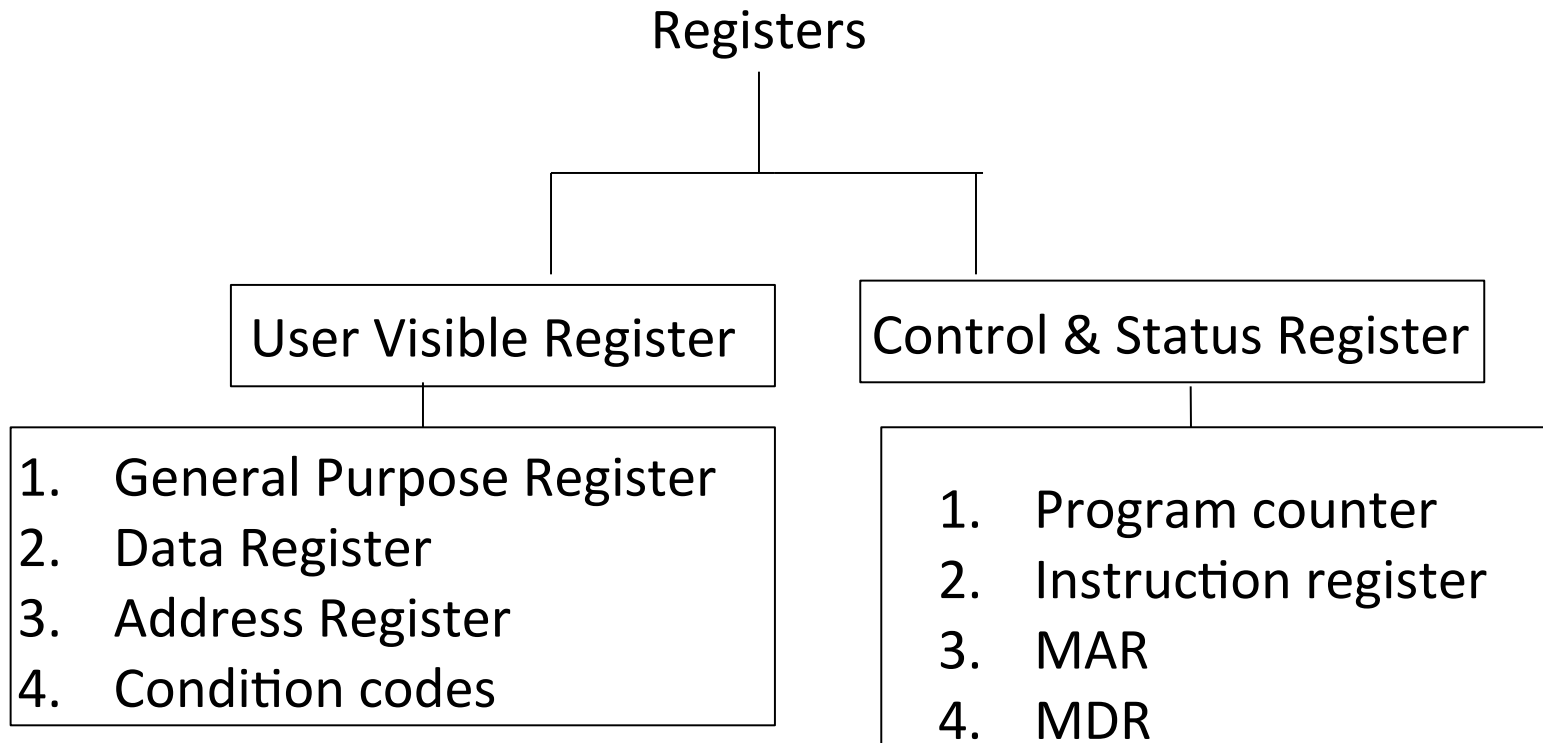 Registers
User Visible Register
Control & Status Register
1. General Purpose Register
2. Data Register
3. Address Register
4. Condition codes
1. Program counter
2. Instruction register
3. MAR
4. MDR